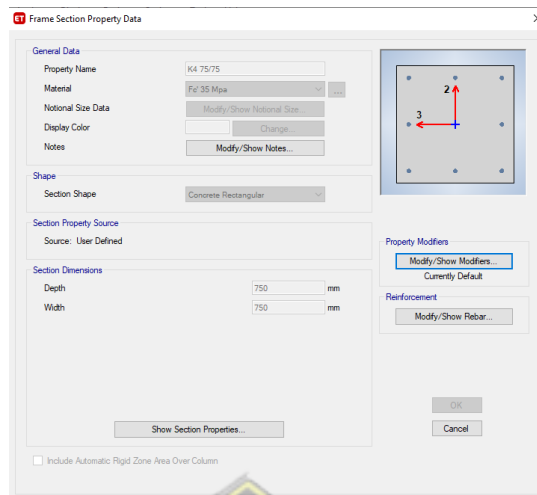 ET Frame Section Property Data
General Data
Property Name K4 75/75
Material Fc' 35 Mpa ...
Notional Size Data Modify/Show Notional Size...
Display Color Change...
Notes Modify/Show Notes...
Shape
Section Shape Concrete Rectangular
Section Property Source
Source: User Defined
Section Dimensions
Depth 750 mm
Width 750 mm
Show Section Properties...
Include Automatic Rigid Zone Area Over Column
2
3
Property Modifiers
Modify/Show Modifiers...
Currently Default
Reinforcement
Modify/Show Rebar...
OK
Cancel